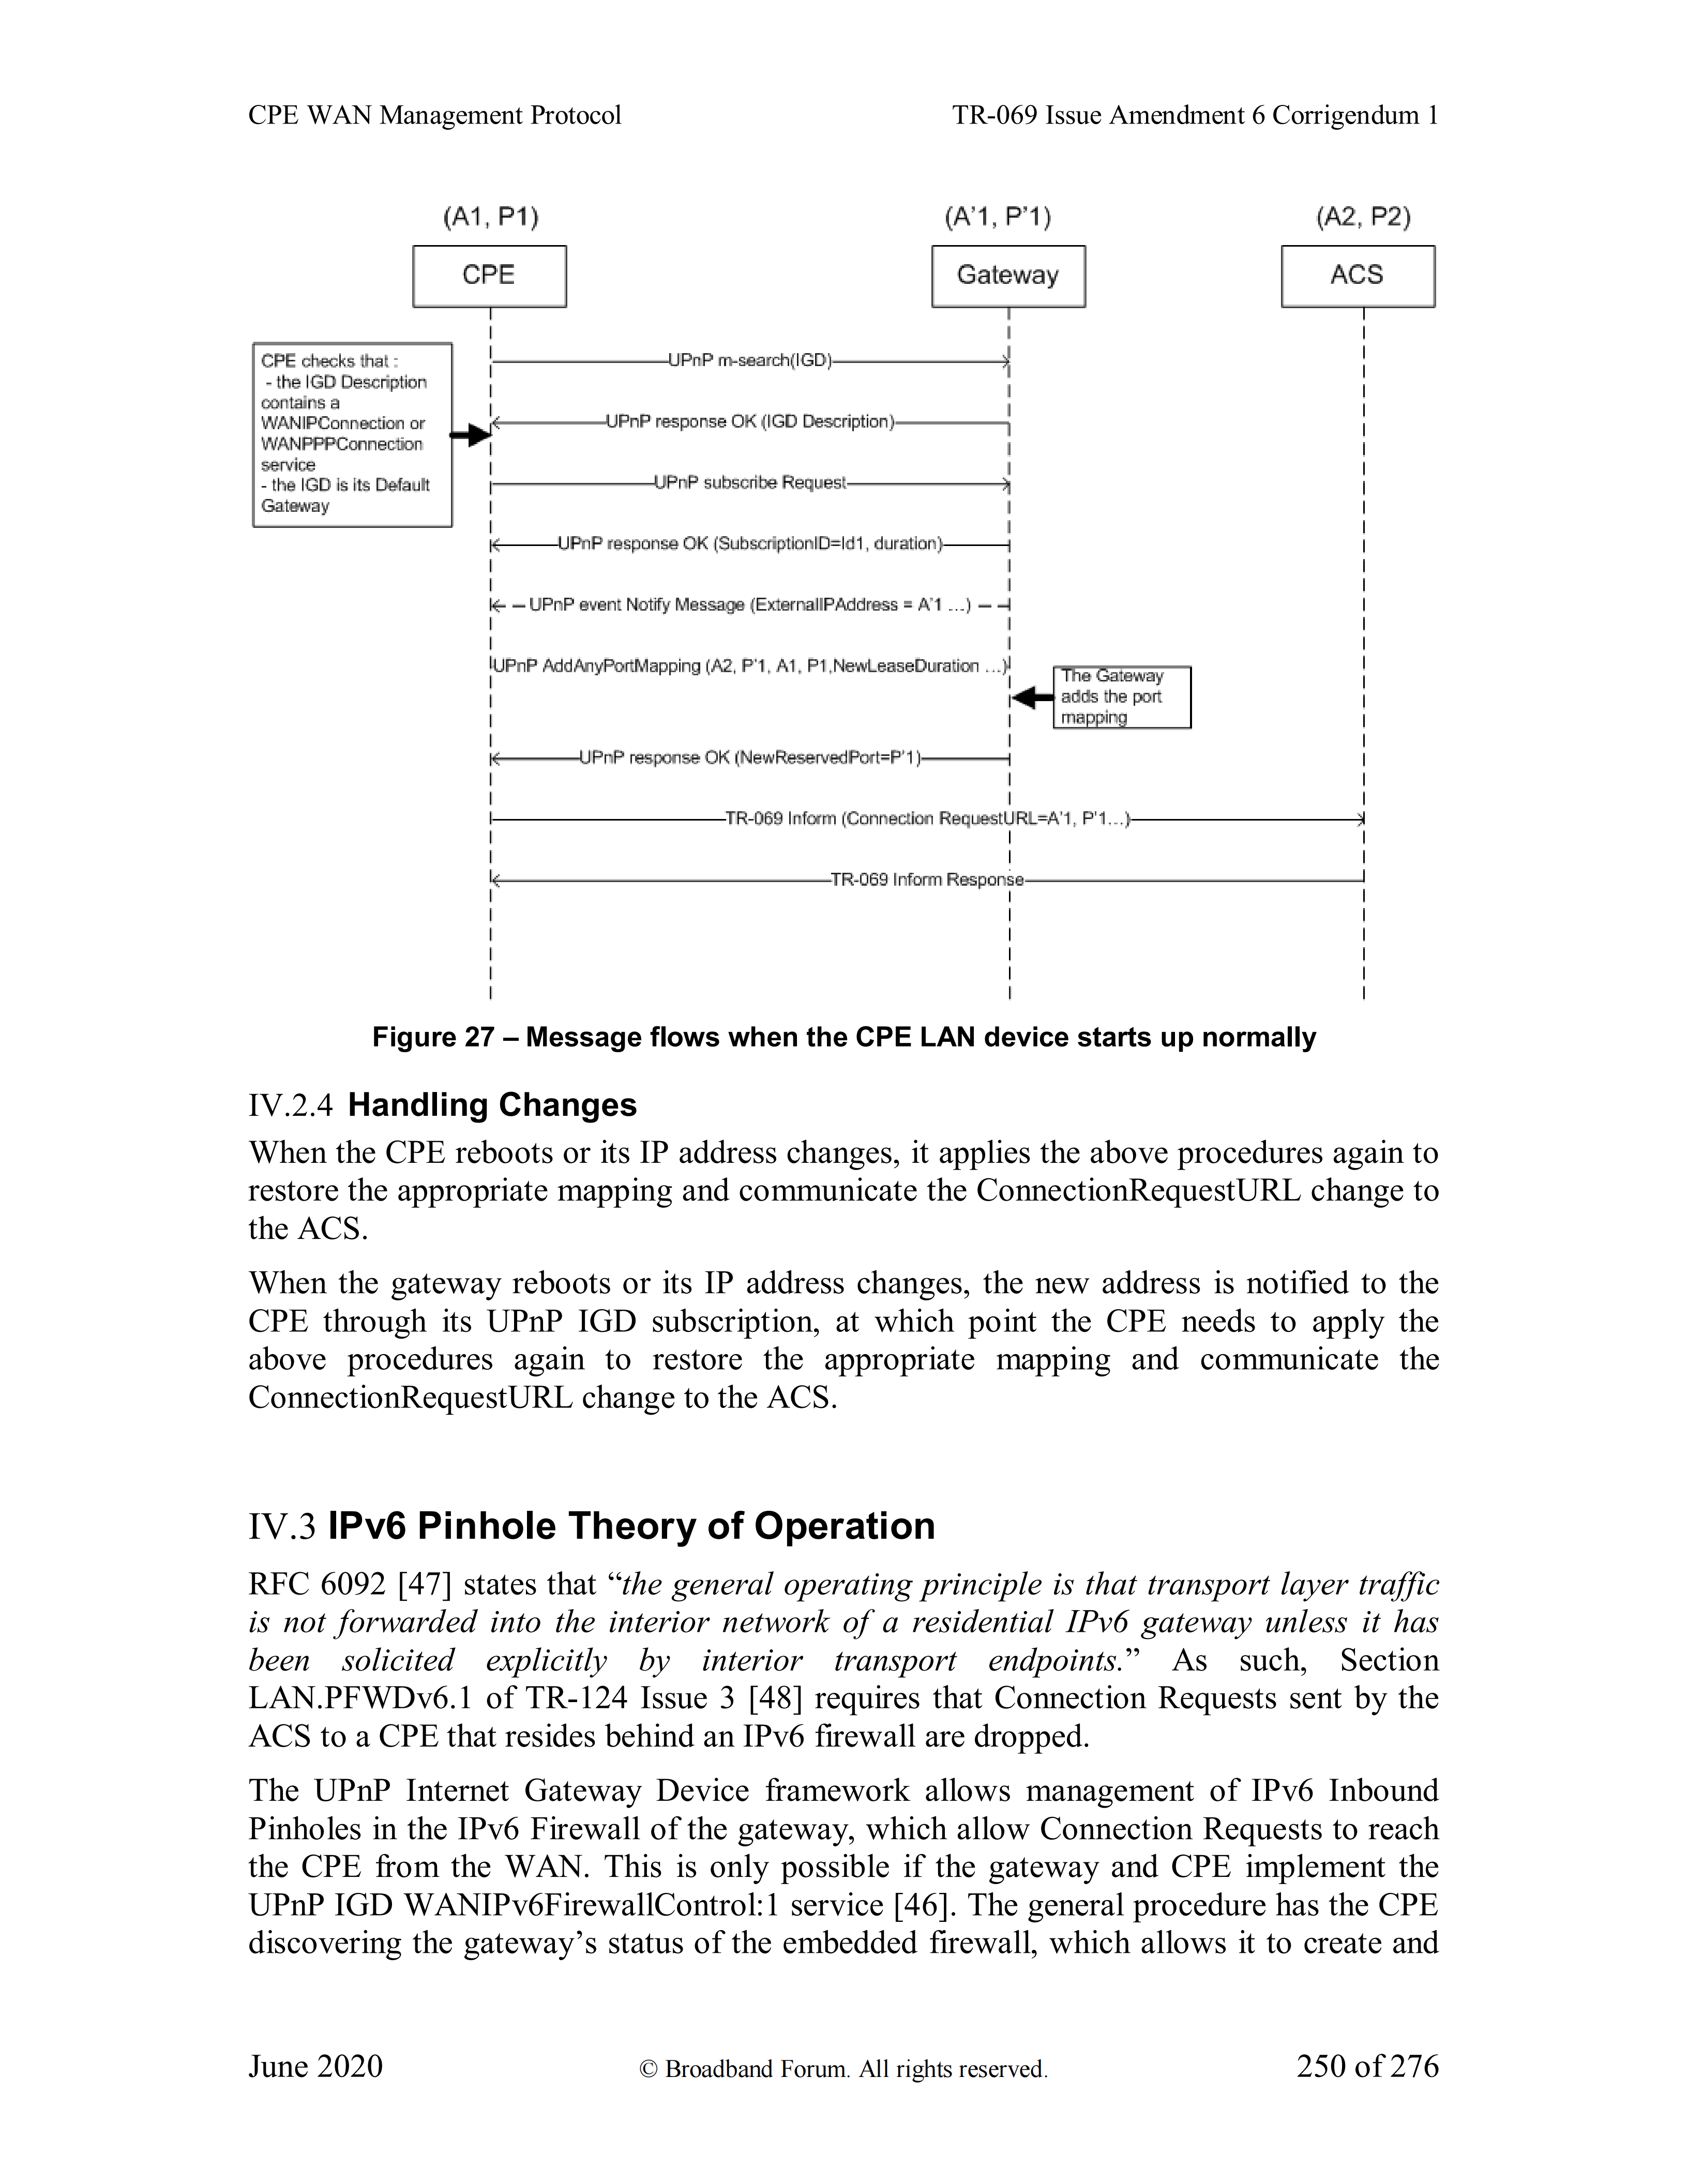 CPE WAN Management Protocol TR-069 Issue Amendment 6 Corrigendum 1
(A1, P1) (A’1, P’1) (A2, P2)
CPE Gateway ACS
CPE checks that :
- the IGD Description
contains a
WANIPConnection or
WANPPPConnection
service
- the IGD is its Default
Gateway
UPnP m-search(IGD)
UPnP response OK (IGD Description)
UPnP subscribe Request
UPnP response OK (SubscriptionID=Id1, duration)
UPnP event Notify Message (ExternalIPAddress = A’1 ...)
UPnP AddAnyPortMapping (A2, P’1, A1, P1,NewLeaseDuration ...)
The Gateway
adds the port
mapping
UPnP response OK (NewReservedPort=P’1)
TR-069 Inform (Connection RequestURL=A’1, P’1...)
TR-069 Inform Response
Figure 27 – Message flows when the CPE LAN device starts up normally
IV.2.4 Handling Changes
When the CPE reboots or its IP address changes, it applies the above procedures again to
restore the appropriate mapping and communicate the ConnectionRequestURL change to
the ACS.
When the gateway reboots or its IP address changes, the new address is notified to the
CPE through its UPnP IGD subscription, at which point the CPE needs to apply the
above procedures again to restore the appropriate mapping and communicate the
ConnectionRequestURL change to the ACS.
IV.3 IPv6 Pinhole Theory of Operation
RFC 6092 [47] states that “the general operating principle is that transport layer traffic
is not forwarded into the interior network of a residential IPv6 gateway unless it has
been solicited explicitly by interior transport endpoints.” As such, Section
LAN.PFWDv6.1 of TR-124 Issue 3 [48] requires that Connection Requests sent by the
ACS to a CPE that resides behind an IPv6 firewall are dropped.
The UPnP Internet Gateway Device framework allows management of IPv6 Inbound
Pinholes in the IPv6 Firewall of the gateway, which allow Connection Requests to reach
the CPE from the WAN. This is only possible if the gateway and CPE implement the
UPnP IGD WANIPv6FirewallControl:1 service [46]. The general procedure has the CPE
discovering the gateway’s status of the embedded firewall, which allows it to create and
June 2020 © Broadband Forum. All rights reserved. 250 of 276